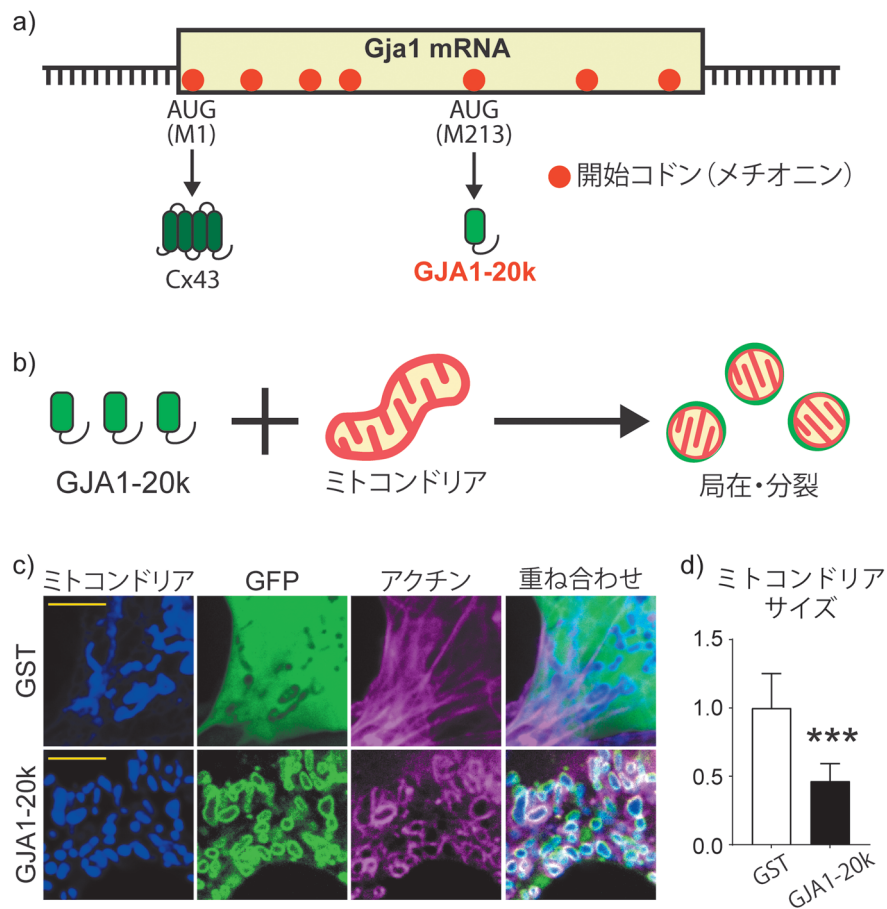 a)
Gja1 mRNA
AUG
(M1)
AUG
(M213)
開始コドン（メチオニン）
Cx43
GJA1-20k
b)
GJA1-20k
ミトコンドリア
局在・分裂
c)
ミトコンドリア
GFP
アクチン
重ね合わせ
GST
GJA1-20k
d)
ミトコンドリア
サイズ
1.5
1.0
***
0.5
0.0
GST
GJA1-20k